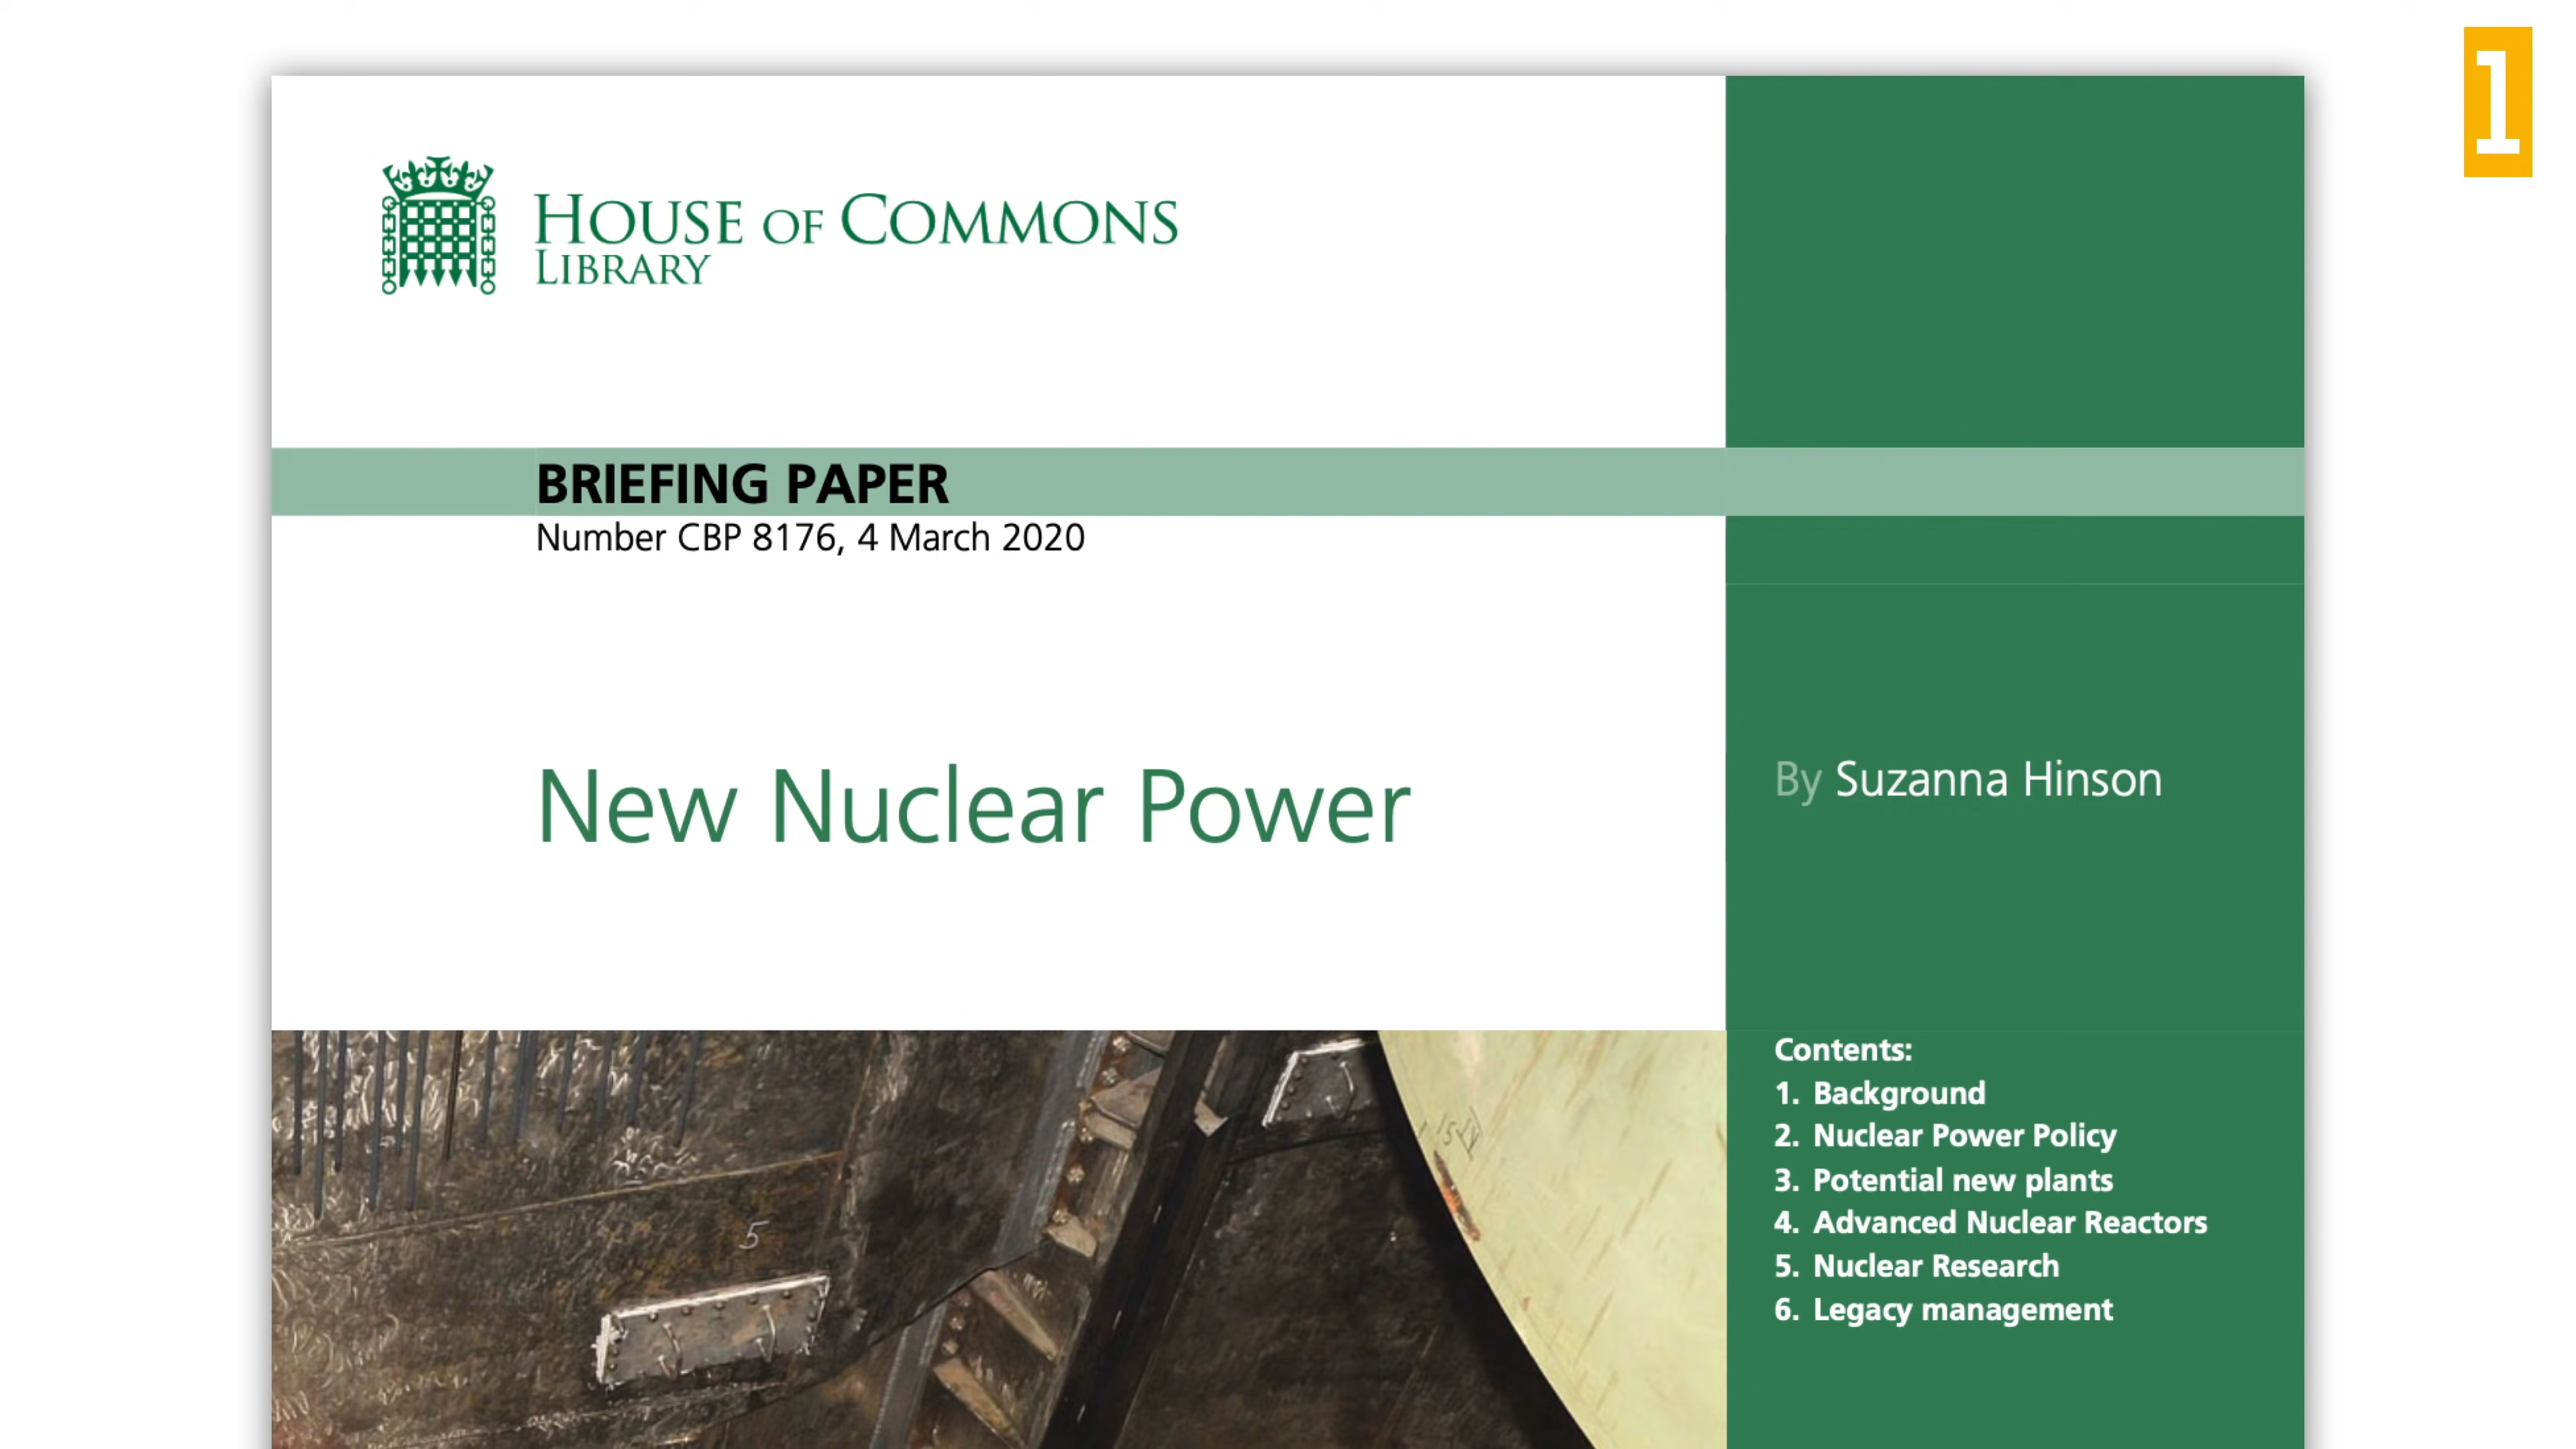 1
HOUSE OF COMMONS
LIBRARY
BRIEFING PAPER
Number CBP 8176, 4 March 2020
New Nuclear Power
By Suzanna Hinson
Contents:
1. Background
2. Nuclear Power Policy
3. Potential new plants
4. Advanced Nuclear Reactors
5. Nuclear Research
6. Legacy management
5